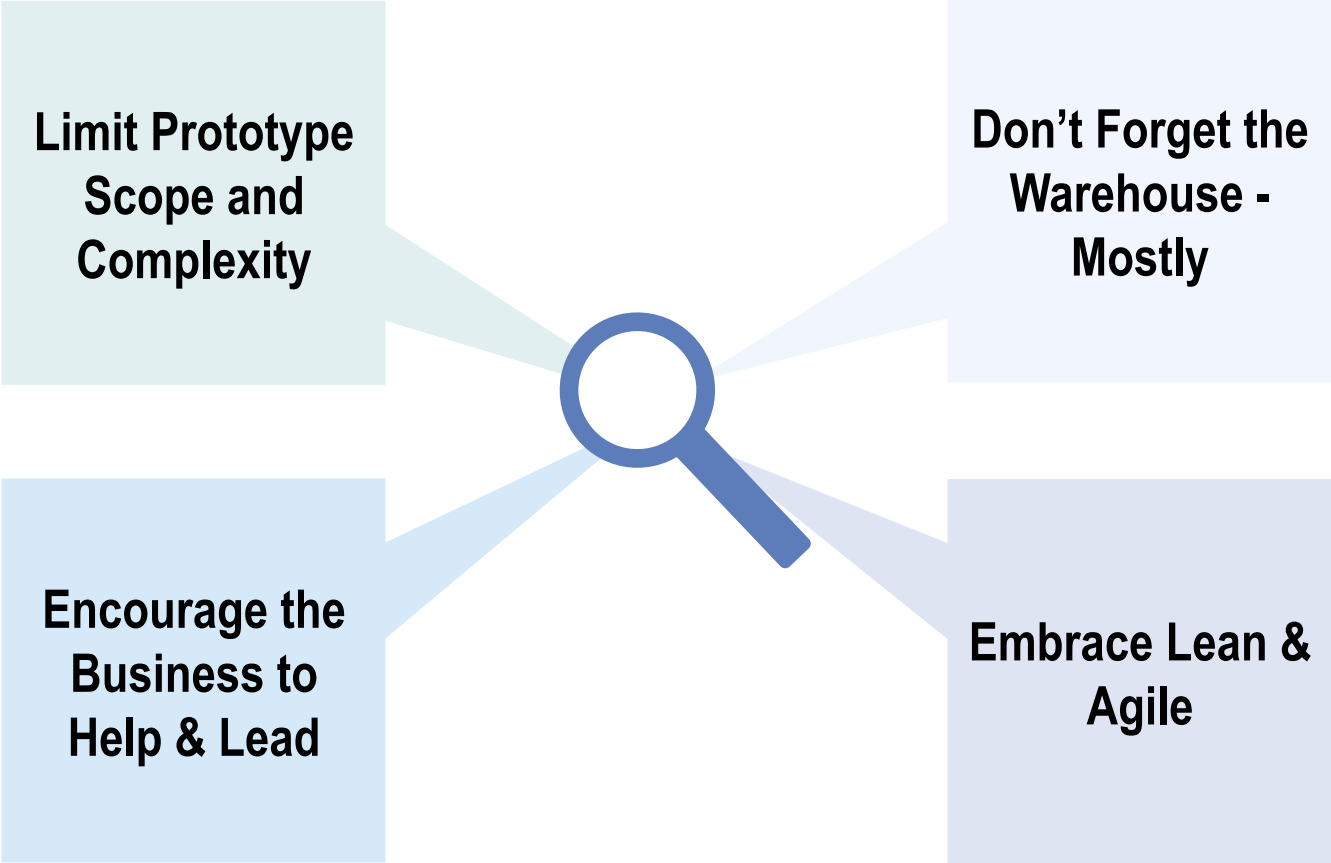 Limit Prototype
Scope and
Complexity
Don’t Forget the
Warehouse -
Mostly
Encourage the
Business to
Help & Lead
Embrace Lean &
Agile